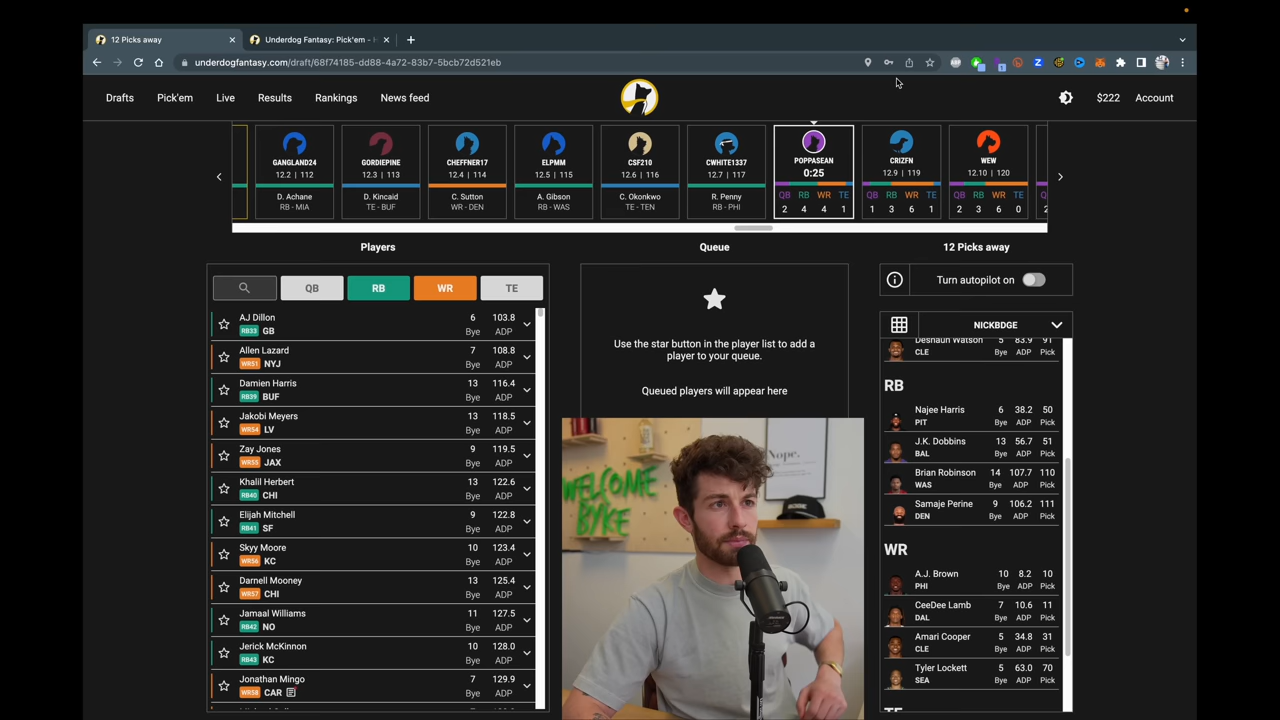 12 Picks away
Underdog Fantasy: Pick'em - H
underdogfantasy.com/draft/68f74185-dd88-4a72-83b7-5bcb72d521eb
Drafts Pick'em Live Results Rankings News feed $222 Account
GANGLAND24
12.2 | 112
D. Achane
RB - MIA
GORDIEPINE
12.3 | 113
D. Kincaid
TE - BUF
CHEFFNER17
12.4 | 114
C. Sutton
WR - DEN
ELPMM
12.5 | 115
A. Gibson
RB - WAS
CSF210
12.6 | 116
C. Okonkwo
TE - TEN
CWHITE1337
12.7 | 117
R. Penny
RB - PHI
POPPASEAN
0:25
QB RB WR TE
2 4 4 1
CRIZFN
12.9 | 119
QB RB WR TE
1 3 6 1
WEW
12.10 | 120
QB RB WR TE
2 3 6 0
Players
QB RB WR TE
AJ Dillon 6 103.8
RB33 GB Bye ADP
Allen Lazard 7 108.8
WR51 NYJ Bye ADP
Damien Harris 13 116.4
RB39 BUF Bye ADP
Jakobi Meyers 13 118.5
WR54 LV Bye ADP
Zay Jones 9 119.5
WR55 JAX Bye ADP
Khalil Herbert 13 122.6
RB40 CHI Bye ADP
Elijah Mitchell 9 122.8
RB41 SF Bye ADP
Skyy Moore 10 123.4
WR56 KC Bye ADP
Darnell Mooney 13 125.4
WR57 CHI Bye ADP
Jamaal Williams 11 127.5
RB42 NO Bye ADP
Jerick McKinnon 10 128.0
RB43 KC Bye ADP
Jonathan Mingo 7 129.9
WR58 CAR Bye ADP
Queue
Use the star button in the player list to add a
player to your queue.
Queued players will appear here
WELCOME
BYKE
Nope.
12 Picks away
Turn autopilot on
NICKBDGE
Deshaun Watson 5 83.9 91
CLE Bye ADP Pick
RB
Najee Harris 6 38.2 50
PIT Bye ADP Pick
J.K. Dobbins 13 56.7 51
BAL Bye ADP Pick
Brian Robinson 14 107.7 110
WAS Bye ADP Pick
Samaje Perine 9 106.2 111
DEN Bye ADP Pick
WR
A.J. Brown 10 8.2 10
PHI Bye ADP Pick
CeeDee Lamb 7 10.6 11
DAL Bye ADP Pick
Amari Cooper 5 34.8 31
CLE Bye ADP Pick
Tyler Lockett 5 63.0 70
SEA Bye ADP Pick
TE